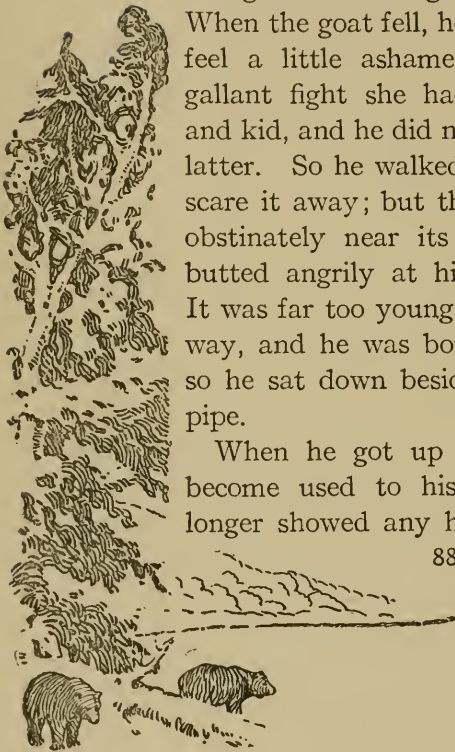 When the goat fell, he
feel a little ashame
gallant fight she ha
and kid, and he did n
latter. So he walked
scare it away; but th
obstinately near its
butted angrily at hi
It was far too young
way, and he was bo
so he sat down besid
pipe.
When he got up
become used to his
longer showed any h
88